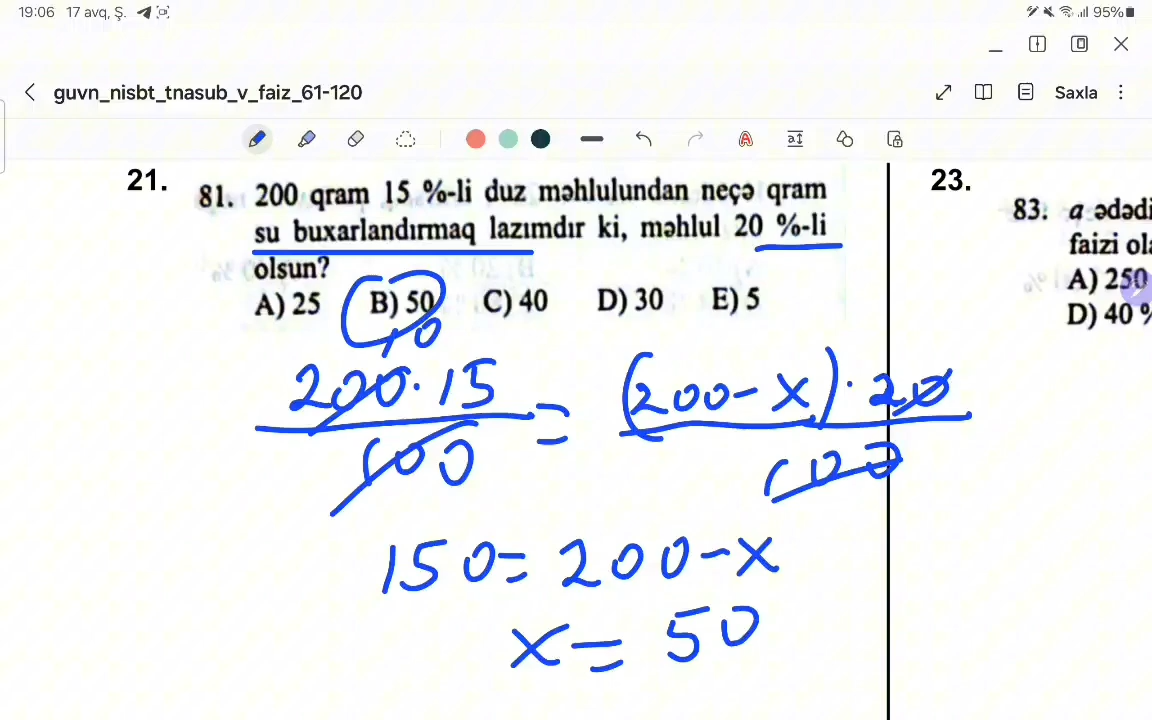 19:06 17 avq, Ş. 95%
guvn_nisbt_tnasub_v_faiz_61-120
Saxla
21.
81. 200 qram 15 %-li duz məhlulundan neçə qram
su buxarlandırmaq lazımdır ki, məhlul 20 %-li
olsun?
A) 25 B) 50 C) 40 D) 30 E) 5
10
200·15 = (200-x)·20
100 100
150=200-x
x=50
23.
83. a ədədi
faizi ola
A) 250
D) 40 %